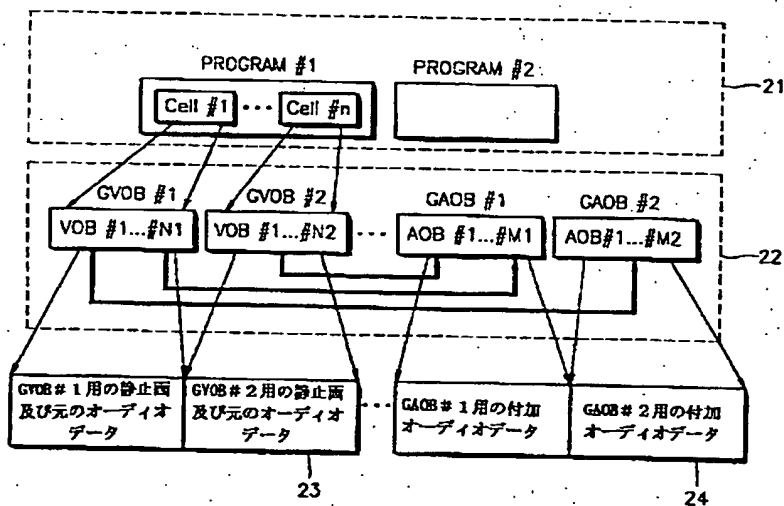 PROGRAM #1
PROGRAM #2
21
Cell #1 ··· Cell #n
GVOB #1
GVOB #2
GAOB #1
GAOB #2
VOB #1...#N1
VOB #1...#N2
···
AOB #1...#M1
AOB#1...#M2
22
GVOB#1用の静止画
及び元のオーディオ
データ
GVOB#2用の静止画
及び元のオーディオ
データ
···
GAOB#1用の付加
オーディオデータ
GAOB#2用の付加
オーディオデータ
23
24